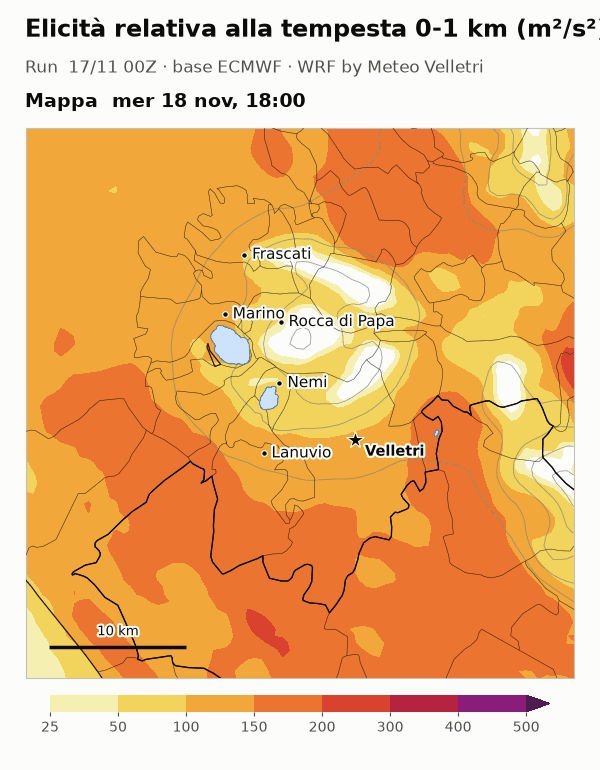 Elicità relativa alla tempesta 0-1 km (m²/s²)
Run  17/11 00Z · base ECMWF · WRF by Meteo Velletri
Mappa  mer 18 nov, 18:00
Frascati
Marino
Rocca di Papa
Nemi
Velletri
Lanuvio
10 km
25 50 100 150 200 300 400 500